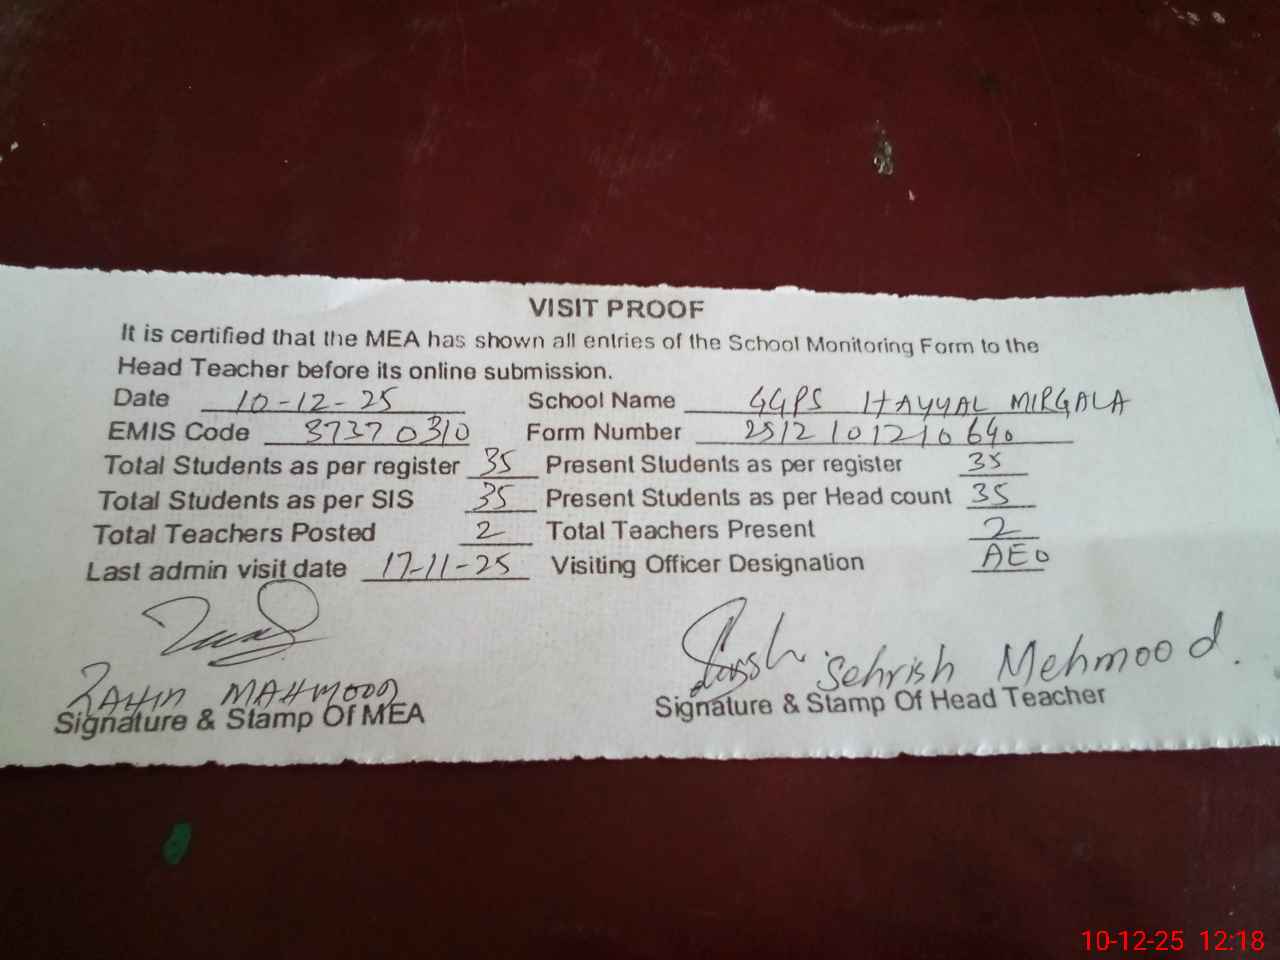 VISIT PROOF
It is certified that the MEA has shown all entries of the School Monitoring Form to the
Head Teacher before its online submission.
Date 10-12-25 School Name GGPS HAYYAL MIRGALA
EMIS Code 37370310 Form Number 2512101210640
Total Students as per register 35 Present Students as per register 35
Total Students as per SIS 35 Present Students as per Head count 35
Total Teachers Posted 2 Total Teachers Present 2
Last admin visit date 17-11-25 Visiting Officer Designation AEO
Sehrish Mehmood.
MAHMOOD
Signature & Stamp Of MEA Signature & Stamp Of Head Teacher
10-12-25 12:18